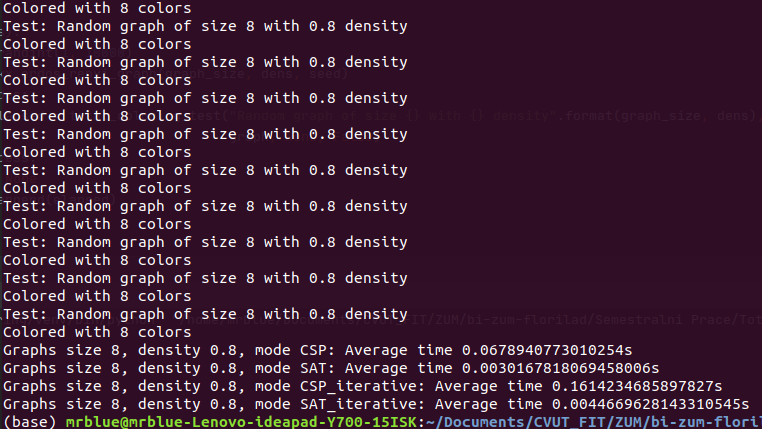 Colored with 8 colors
Test: Random graph of size 8 with 0.8 density
Colored with 8 colors
Test: Random graph of size 8 with 0.8 density
Colored with 8 colors
Test: Random graph of size 8 with 0.8 density
Colored with 8 colors
Test: Random graph of size 8 with 0.8 density
Colored with 8 colors
Test: Random graph of size 8 with 0.8 density
Colored with 8 colors
Test: Random graph of size 8 with 0.8 density
Colored with 8 colors
Test: Random graph of size 8 with 0.8 density
Colored with 8 colors
Test: Random graph of size 8 with 0.8 density
Colored with 8 colors
Test: Random graph of size 8 with 0.8 density
Colored with 8 colors
Graphs size 8, density 0.8, mode CSP: Average time 0.0678940773010254s
Graphs size 8, density 0.8, mode SAT: Average time 0.0030167818069458006s
Graphs size 8, density 0.8, mode CSP_iterative: Average time 0.1614234685897827s
Graphs size 8, density 0.8, mode SAT_iterative: Average time 0.0044669628143310545s
(base) mrblue@mrblue-Lenovo-ideapad-Y700-15ISK:~/Documents/CVUT_FIT/ZUM/bi-zum-floril